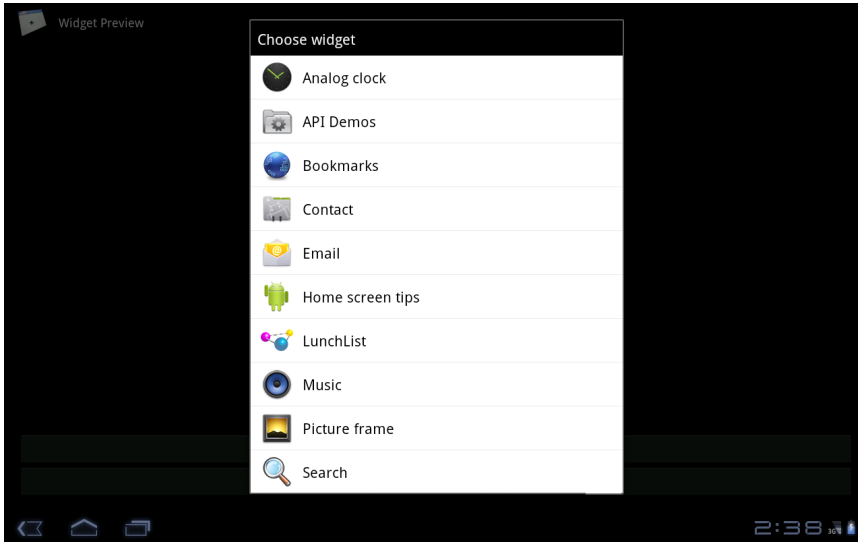 Widget Preview
Choose widget
Analog clock
API Demos
Bookmarks
Contact
Email
Home screen tips
LunchList
Music
Picture frame
Search
2:38 3G